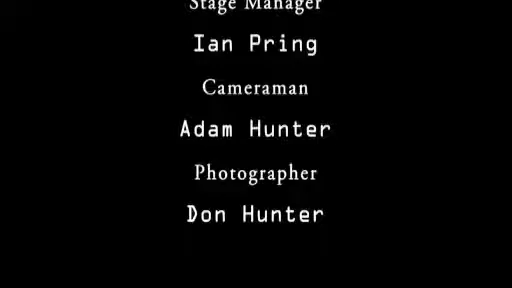 Stage Manager
Ian Pring
Cameraman
Adam Hunter
Photographer
Don Hunter